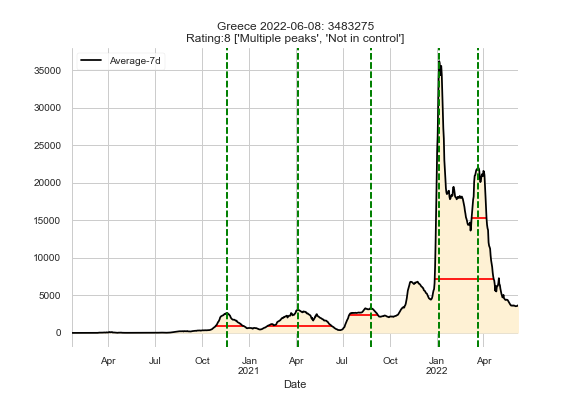 Greece 2022-06-08: 3483275
Rating:8 ['Multiple peaks', 'Not in control']
Average-7d
35000
30000
25000
20000
15000
10000
5000
0
Apr Jul Oct Jan Apr Jul Oct Jan Apr
2021 2022
Date